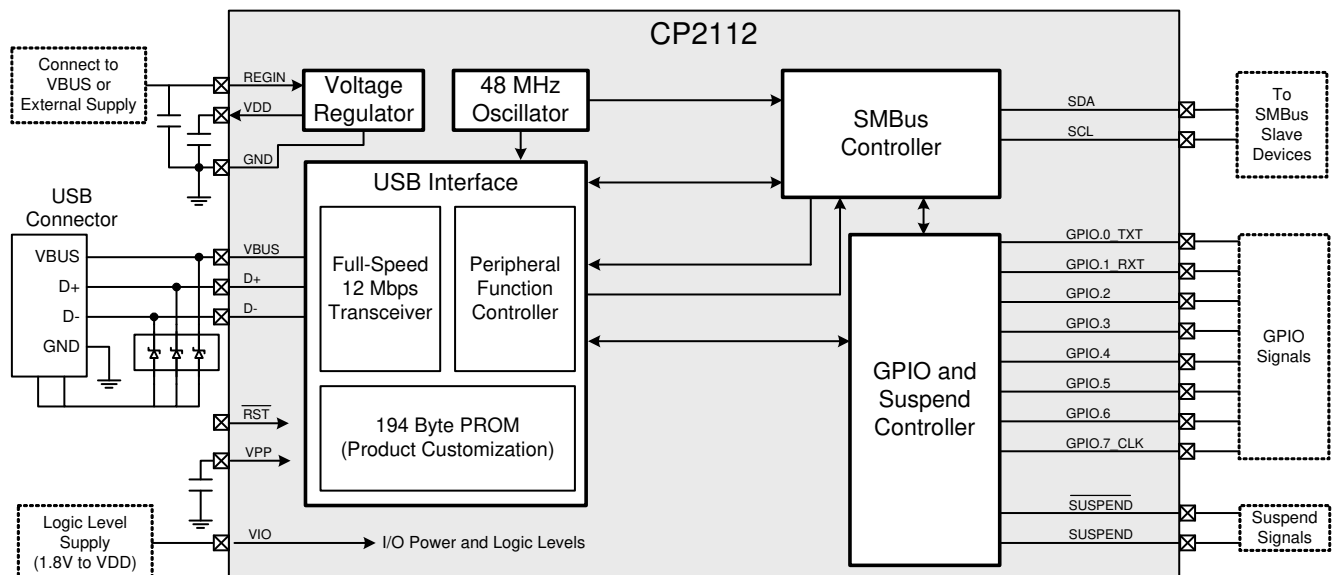 CP2112
Connect to
VBUS or
External Supply
REGIN
VDD
GND
Voltage
Regulator
48 MHz
Oscillator
SMBus
Controller
SDA
SCL
To
SMBus
Slave
Devices
USB
Connector
VBUS
D+
D-
GND
VBUS
D+
D-
RST
VPP
USB Interface
Full-Speed
12 Mbps
Transceiver
Peripheral
Function
Controller
194 Byte PROM
(Product Customization)
GPIO and
Suspend
Controller
GPIO.0_TXT
GPIO.1_RXT
GPIO.2
GPIO.3
GPIO.4
GPIO.5
GPIO.6
GPIO.7_CLK
GPIO
Signals
SUSPEND
SUSPEND
Suspend
Signals
Logic Level
Supply
(1.8V to VDD)
VIO
I/O Power and Logic Levels